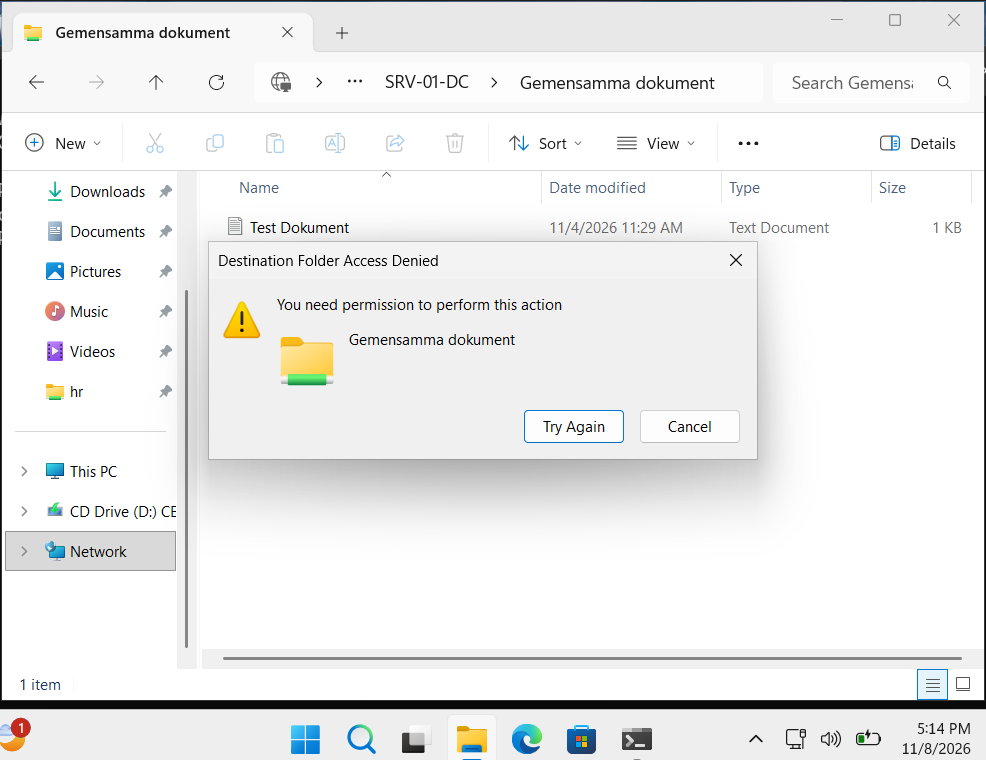 Gemensamma dokument
SRV-01-DC
Gemensamma dokument
Search Gemensa
New
Sort
View
Details
Name
Date modified
Type
Size
Downloads
Documents
Pictures
Music
Videos
hr
This PC
CD Drive (D:) CE
Network
Test Dokument
11/4/2026 11:29 AM
Text Document
1 KB
Destination Folder Access Denied
You need permission to perform this action
Gemensamma dokument
Try Again
Cancel
1 item
1
5:14 PM
11/8/2026